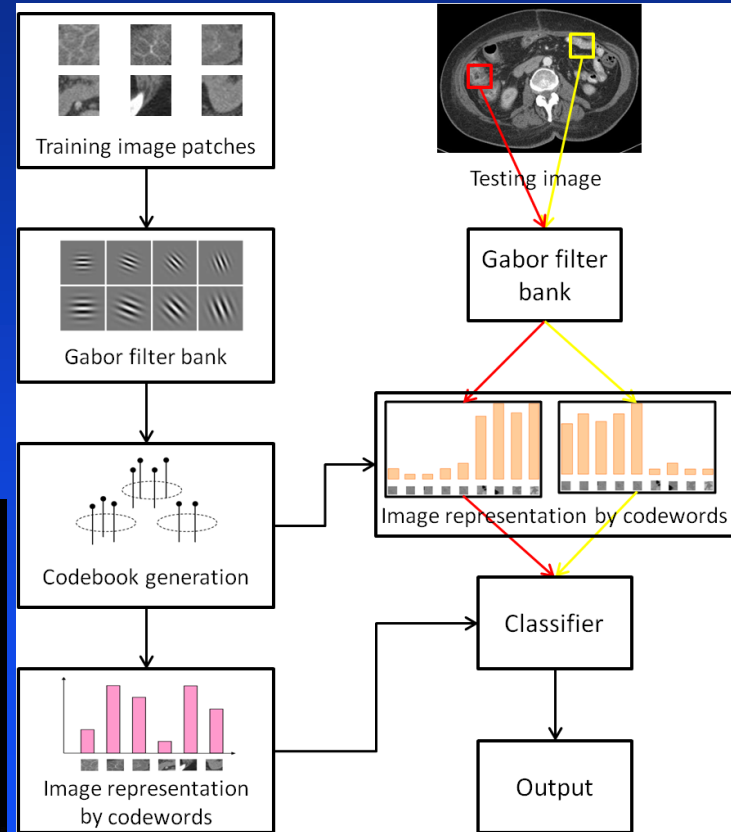 Training image patches
Gabor filter bank
Codebook generation
Image representation
by codewords
Testing image
Gabor filter
bank
Image representation by codewords
Classifier
Output